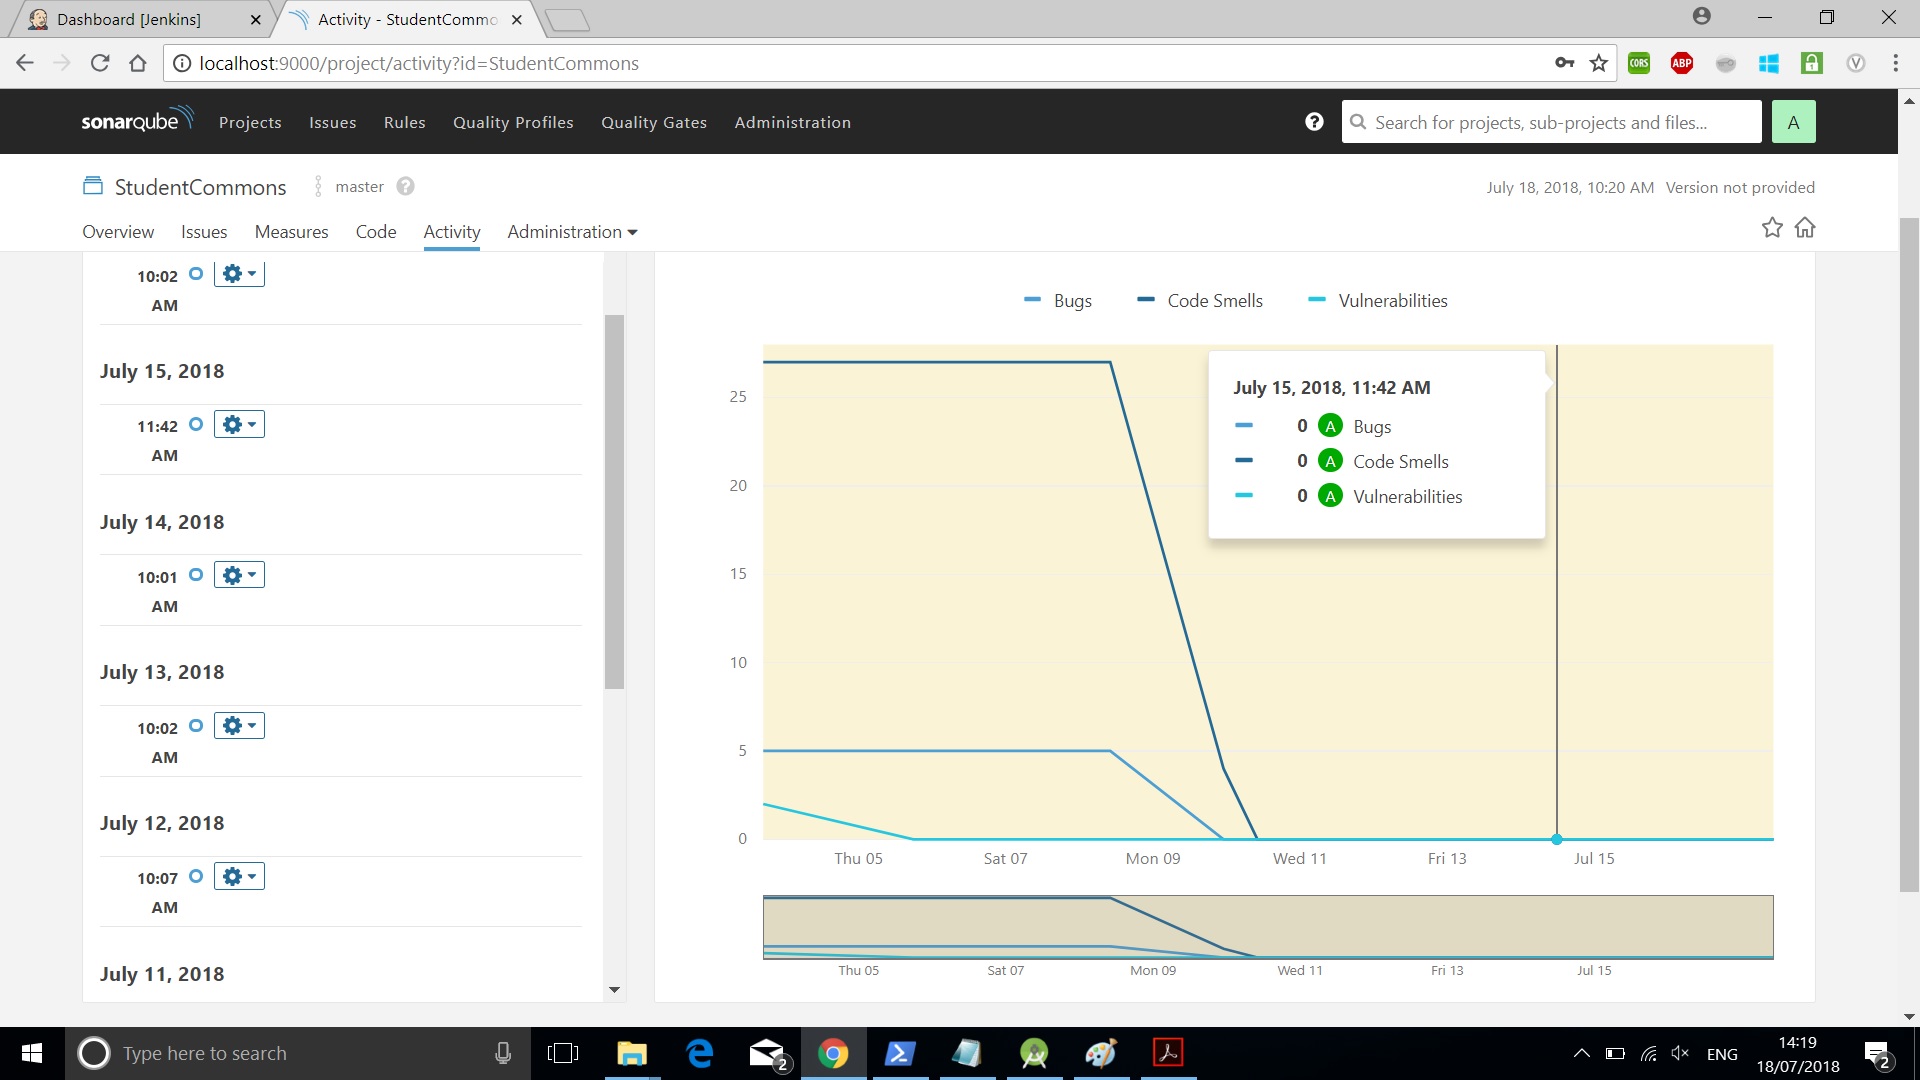 Dashboard [Jenkins]
Activity - StudentCommo
localhost:9000/project/activity?id=StudentCommons
CORS
ABP
1
V
sonarqube Projects Issues Rules Quality Profiles Quality Gates Administration
?
Search for projects, sub-projects and files...
A
StudentCommons master ?
July 18, 2018, 10:20 AM Version not provided
Overview Issues Measures Code Activity Administration
10:02
AM
July 15, 2018
11:42
AM
July 14, 2018
10:01
AM
July 13, 2018
10:02
AM
July 12, 2018
10:07
AM
July 11, 2018
Bugs Code Smells Vulnerabilities
25
20
15
10
5
0
July 15, 2018, 11:42 AM
0 A Bugs
0 A Code Smells
0 A Vulnerabilities
Thu 05 Sat 07 Mon 09 Wed 11 Fri 13 Jul 15
Thu 05 Sat 07 Mon 09 Wed 11 Fri 13 Jul 15
Type here to search
2
ENG
14:19
18/07/2018
2